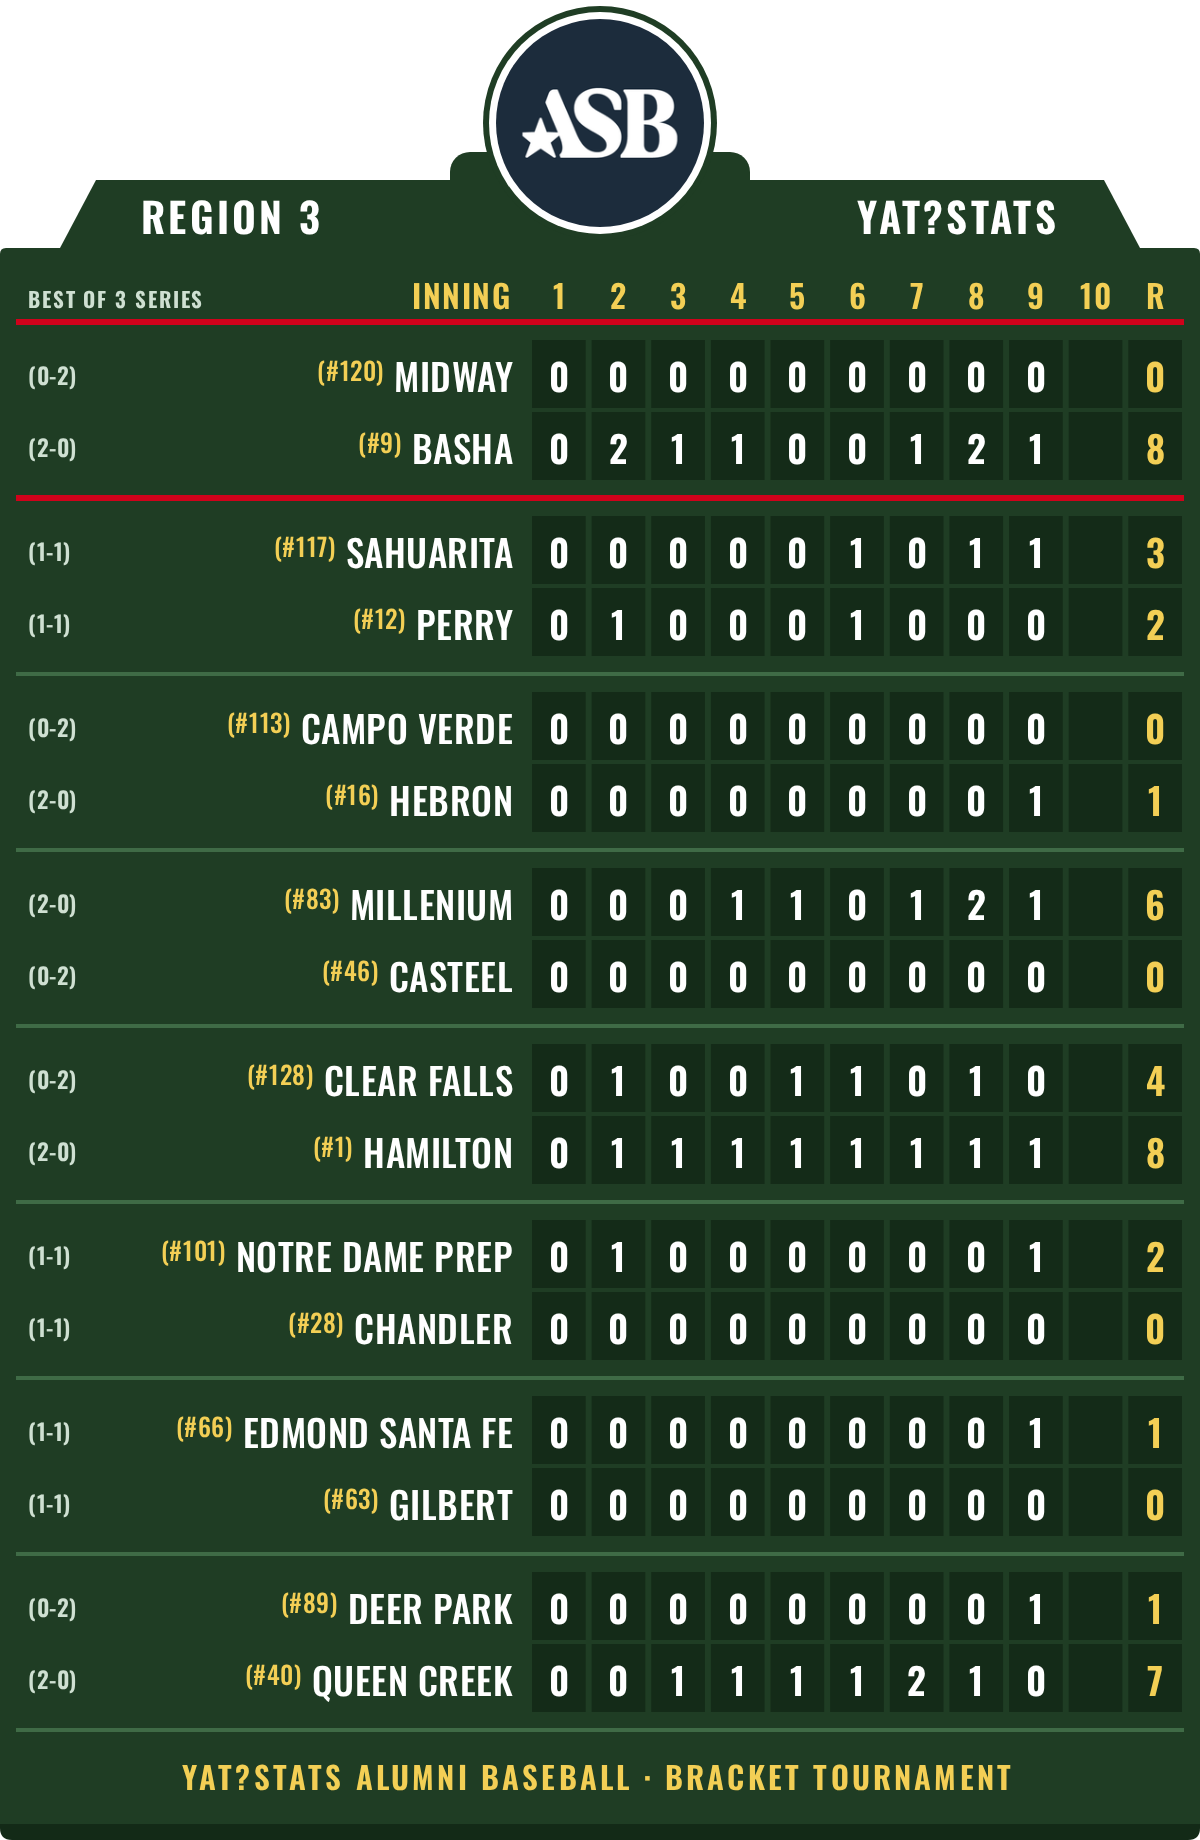 ASB
REGION 3 YAT?STATS
BEST OF 3 SERIES INNING 1 2 3 4 5 6 7 8 9 10 R
(0-2) (#120) MIDWAY 0 0 0 0 0 0 0 0 0 0
(2-0) (#9) BASHA 0 2 1 1 0 0 1 2 1 8
(1-1) (#117) SAHUARITA 0 0 0 0 0 1 0 1 1 3
(1-1) (#12) PERRY 0 1 0 0 0 1 0 0 0 2
(0-2) (#113) CAMPO VERDE 0 0 0 0 0 0 0 0 0 0
(2-0) (#16) HEBRON 0 0 0 0 0 0 0 0 1 1
(2-0) (#83) MILLENIUM 0 0 0 1 1 0 1 2 1 6
(0-2) (#46) CASTEEL 0 0 0 0 0 0 0 0 0 0
(0-2) (#128) CLEAR FALLS 0 1 0 0 1 1 0 1 0 4
(2-0) (#1) HAMILTON 0 1 1 1 1 1 1 1 1 8
(1-1) (#101) NOTRE DAME PREP 0 1 0 0 0 0 0 0 1 2
(1-1) (#28) CHANDLER 0 0 0 0 0 0 0 0 0 0
(1-1) (#66) EDMOND SANTA FE 0 0 0 0 0 0 0 0 1 1
(1-1) (#63) GILBERT 0 0 0 0 0 0 0 0 0 0
(0-2) (#89) DEER PARK 0 0 0 0 0 0 0 0 1 1
(2-0) (#40) QUEEN CREEK 0 0 1 1 1 1 2 1 0 7
YAT?STATS ALUMNI BASEBALL · BRACKET TOURNAMENT